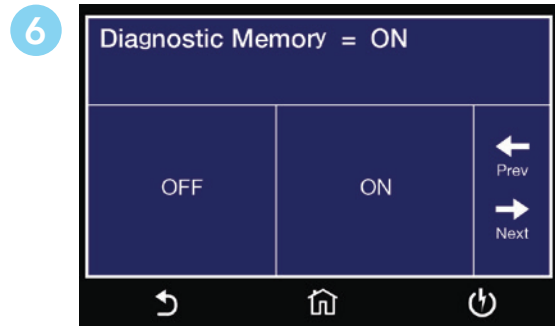 6
Diagnostic Memory = ON
OFF
ON
Prev
Next